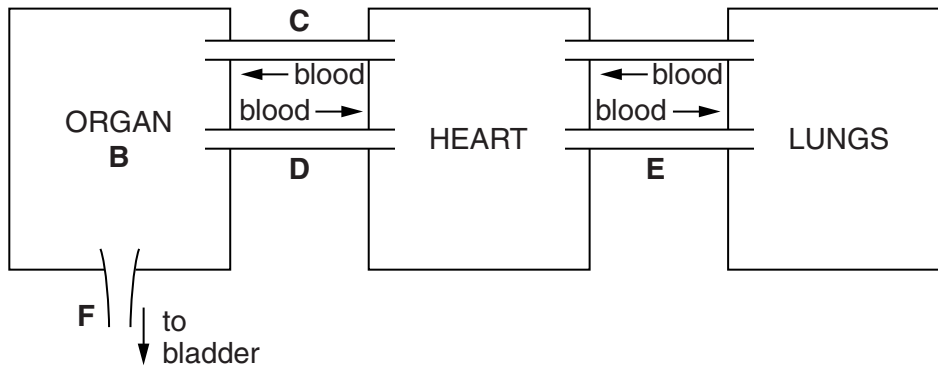 C
blood
blood
blood
blood
ORGAN
B
HEART
LUNGS
D
E
F
to
bladder